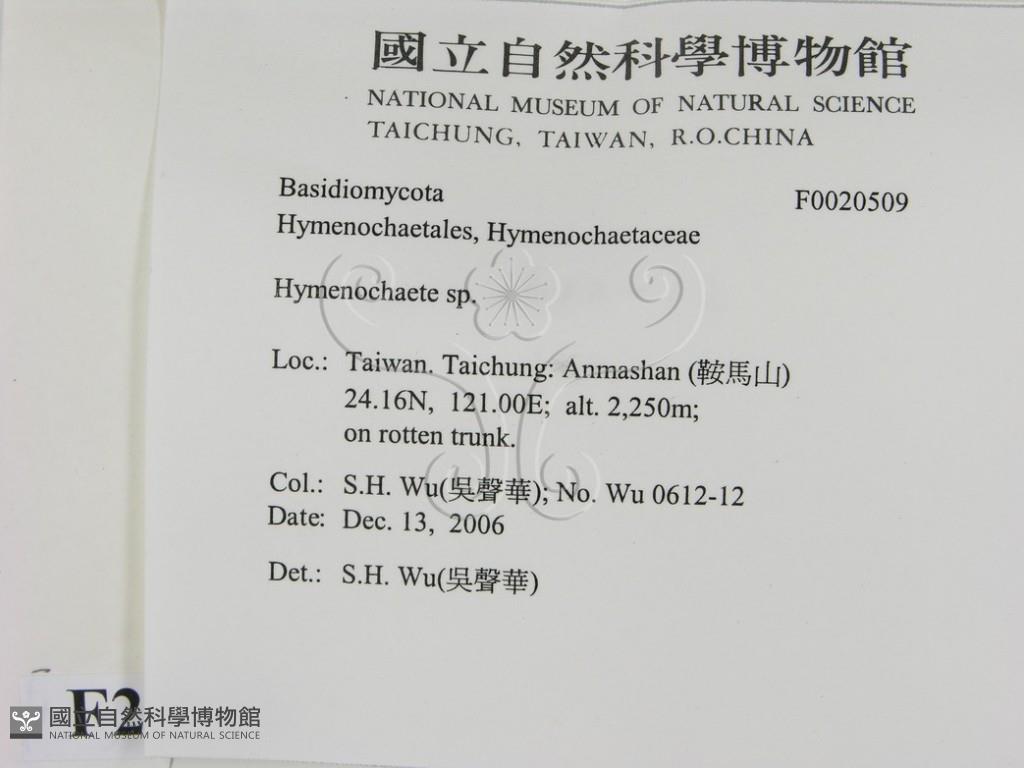 國立自然科學博物館
NATIONAL MUSEUM OF NATURAL SCIENCE
TAICHUNG, TAIWAN, R.O.CHINA
Basidiomycota F0020509
Hymenochaetales, Hymenochaetaceae
Hymenochaete sp.
Loc.: Taiwan. Taichung: Anmashan (鞍馬山)
24.16N, 121.00E; alt. 2,250m;
on rotten trunk.
Col.: S.H. Wu(吳聲華); No. Wu 0612-12
Date: Dec. 13, 2006
Det.: S.H. Wu(吳聲華)
F2
國立自然科學博物館
NATIONAL MUSEUM OF NATURAL SCIENCE